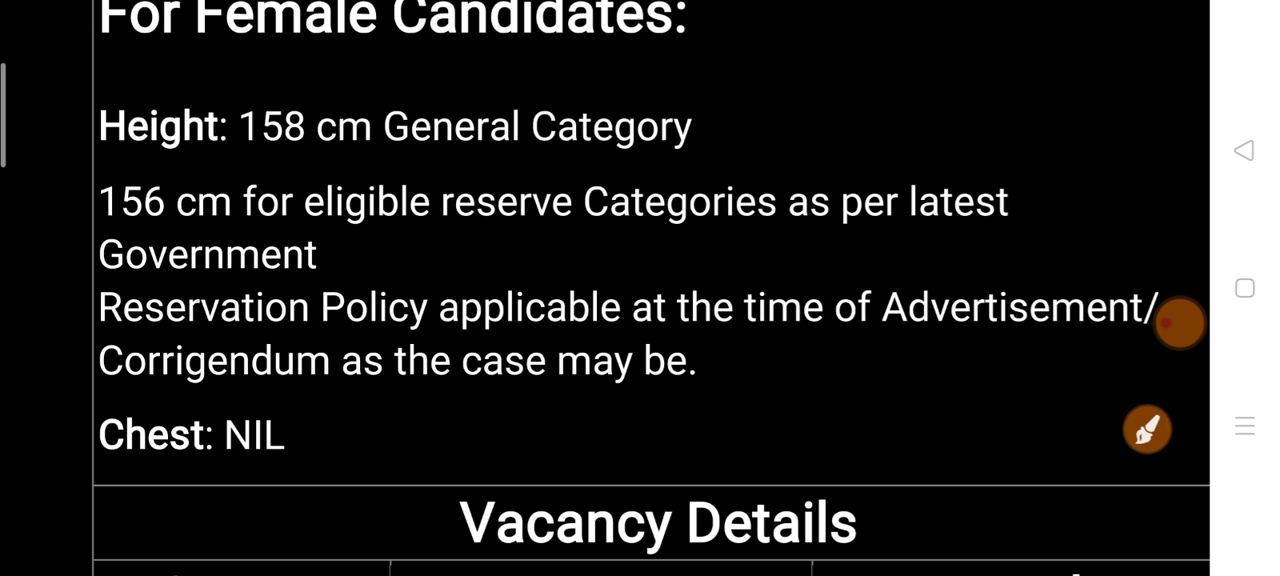 For Female Candidates:
Height: 158 cm General Category
156 cm for eligible reserve Categories as per latest
Government
Reservation Policy applicable at the time of Advertisement/
Corrigendum as the case may be.
Chest: NIL
Vacancy Details